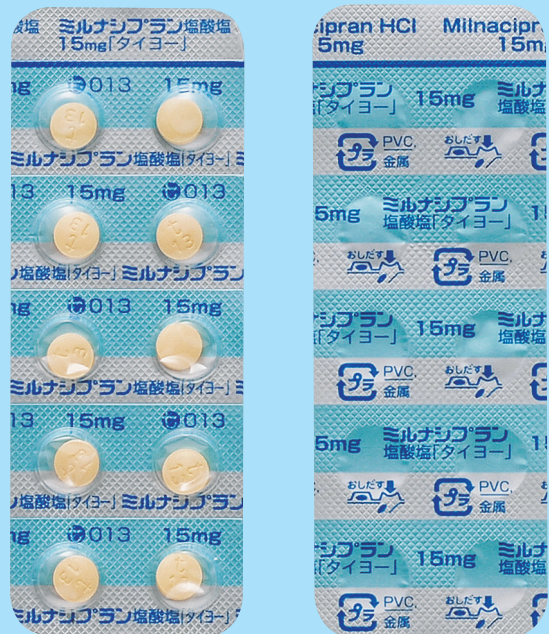 塩 ミルナシプラン塩酸塩
15mg「タイヨー」
013 15mg
ミルナシプラン塩酸塩「タイヨー」
13 15mg 013
塩酸塩「タイヨー」 ミルナシプラン
013 15mg
ミルナシプラン塩酸塩「タイヨー」
13 15mg 013
塩酸塩「タイヨー」 ミルナシプラン
013 15mg
ミルナシプラン塩酸塩「タイヨー」
cipran HCl Milnacipr
5mg 15m
シプラン 15mg ミルナ
「タイヨー」 塩酸塩
プラ PVC, 金属 おしだす
5mg ミルナシプラン
塩酸塩「タイヨー」
おしだす プラ PVC, 金属
シプラン 15mg ミルナ
「タイヨー」 塩酸塩
プラ PVC, 金属 おしだす
5mg ミルナシプラン
塩酸塩「タイヨー」
おしだす プラ PVC, 金属
シプラン 15mg ミルナ
「タイヨー」 塩酸塩
プラ PVC, 金属 おしだす